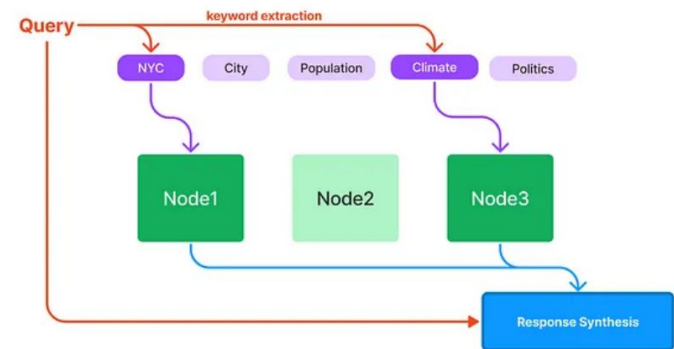 keyword extraction
Query
NYC
City
Population
Climate
Politics
Node1
Node2
Node3
Response Synthesis